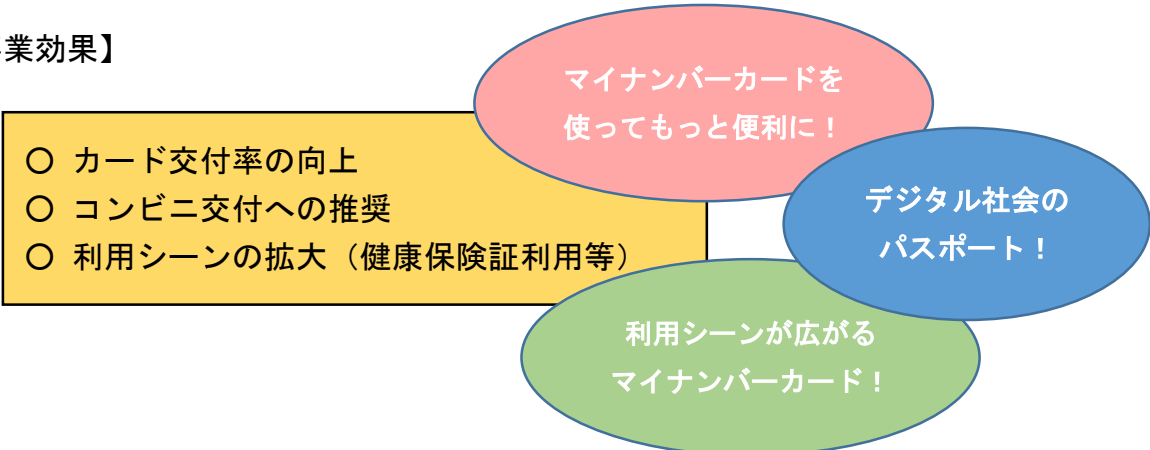 業効果】
マイナンバーカードを
使ってもっと便利に！
〇 カード交付率の向上
〇 コンビニ交付への推奨
〇 利用シーンの拡大（健康保険証利用等）
デジタル社会の
パスポート！
利用シーンが広がる
マイナンバーカード！